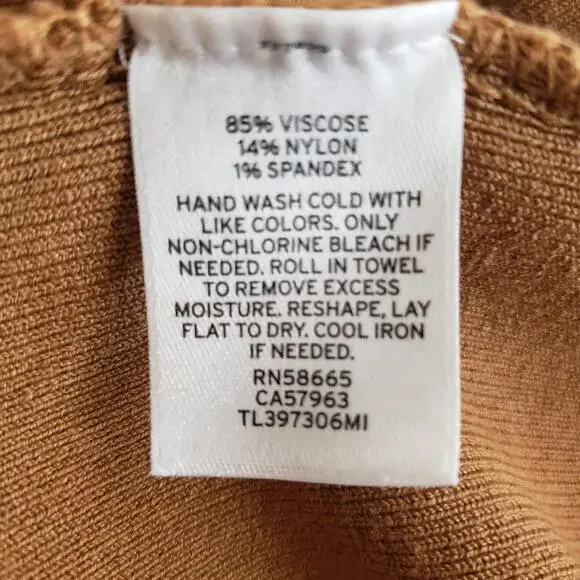 85% VISCOSE
14% NYLON
1% SPANDEX
HAND WASH COLD WITH
LIKE COLORS. ONLY
NON-CHLORINE BLEACH IF
NEEDED. ROLL IN TOWEL
TO REMOVE EXCESS
MOISTURE. RESHAPE, LAY
FLAT TO DRY. COOL IRON
IF NEEDED.
RN58665
CA57963
TL397306MI